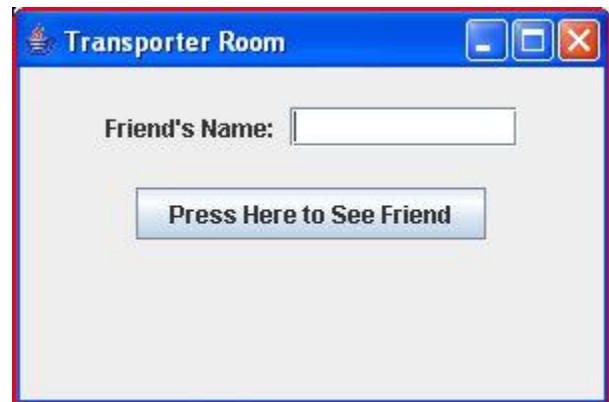 Transporter Room
Friend's Name:
Press Here to See Friend